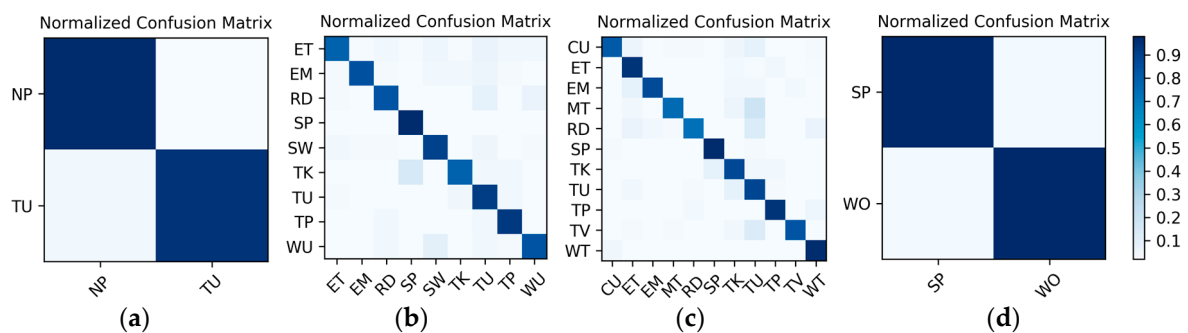 Normalized Confusion Matrix
NP
TU
NP
TU
(a)
Normalized Confusion Matrix
ET
EM
RD
SP
SW
TK
TU
TP
WU
ET
EM
RD
SP
SW
TK
TU
TP
WU
(b)
Normalized Confusion Matrix
CU
ET
EM
MT
RD
SP
TK
TU
TP
TV
WT
CU
ET
EM
MT
RD
SP
TK
TU
TP
TV
WT
(c)
Normalized Confusion Matrix
SP
WO
SP
WO
(d)
0.9
0.8
0.7
0.6
0.5
0.4
0.3
0.2
0.1